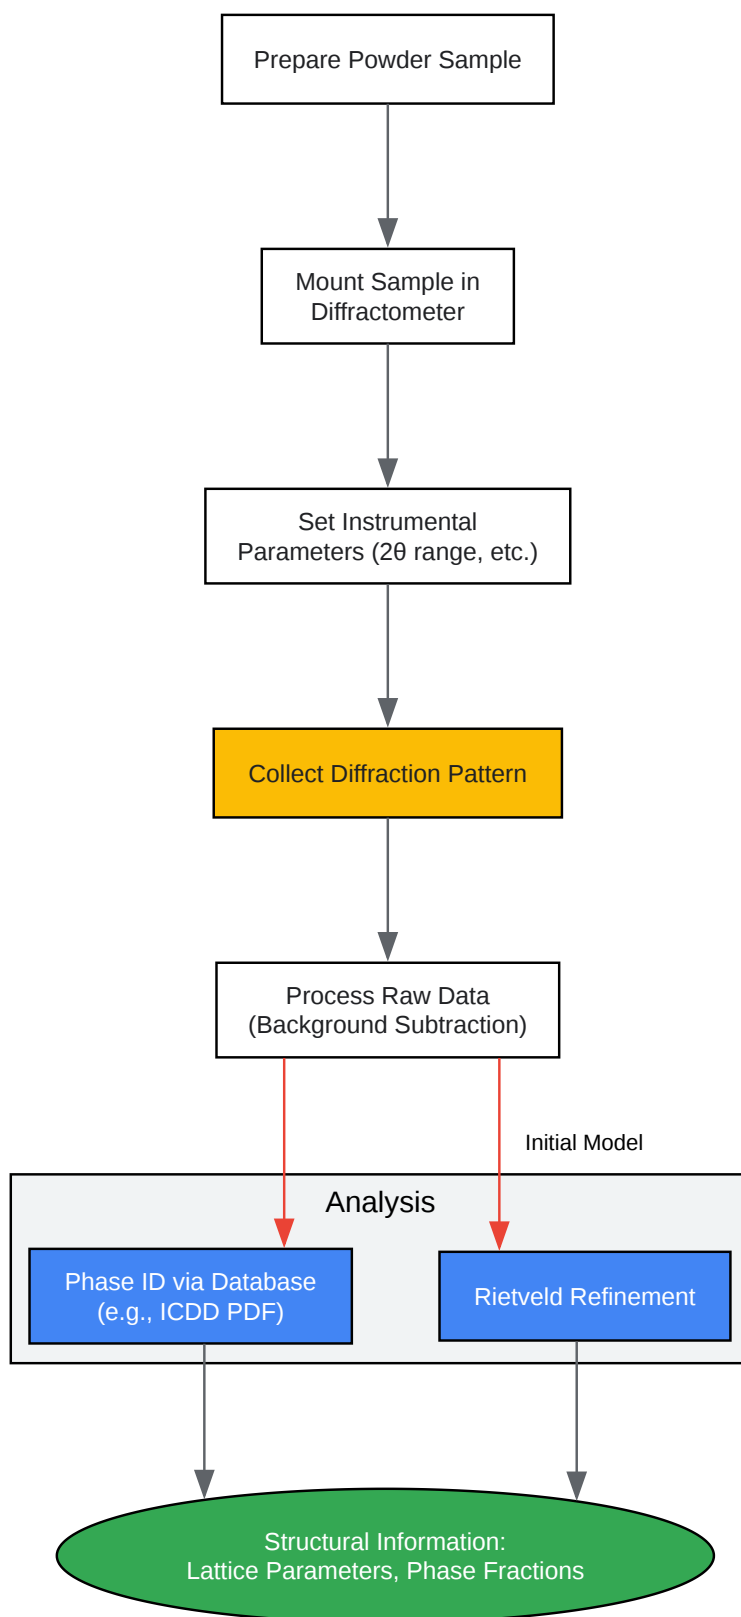 Prepare Powder Sample
Mount Sample in
Diffractometer
Set Instrumental
Parameters (2θ range, etc.)
Collect Diffraction Pattern
Process Raw Data
(Background Subtraction)
Initial Model
Analysis
Phase ID via Database
(e.g., ICDD PDF)
Rietveld Refinement
Structural Information:
Lattice Parameters, Phase Fractions